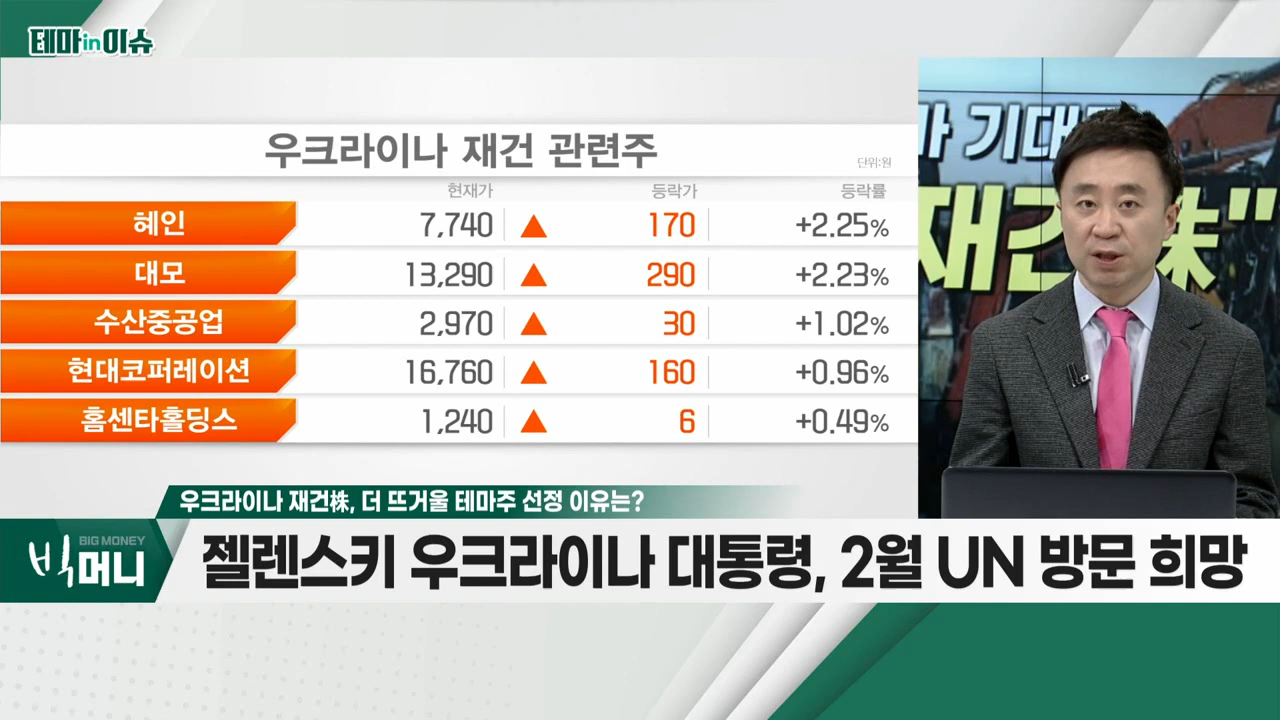 테마in이슈
우크라이나 재건 관련주
단위:원
현재가 등락가 등락률
혜인 7,740 ▲ 170 +2.25%
대모 13,290 ▲ 290 +2.23%
수산중공업 2,970 ▲ 30 +1.02%
현대코퍼레이션 16,760 ▲ 160 +0.96%
홈센타홀딩스 1,240 ▲ 6 +0.49%
기대
재건 株"
우크라이나 재건株, 더 뜨거울 테마주 선정 이유는?
BIG MONEY
빅머니
젤렌스키 우크라이나 대통령, 2월 UN 방문 희망